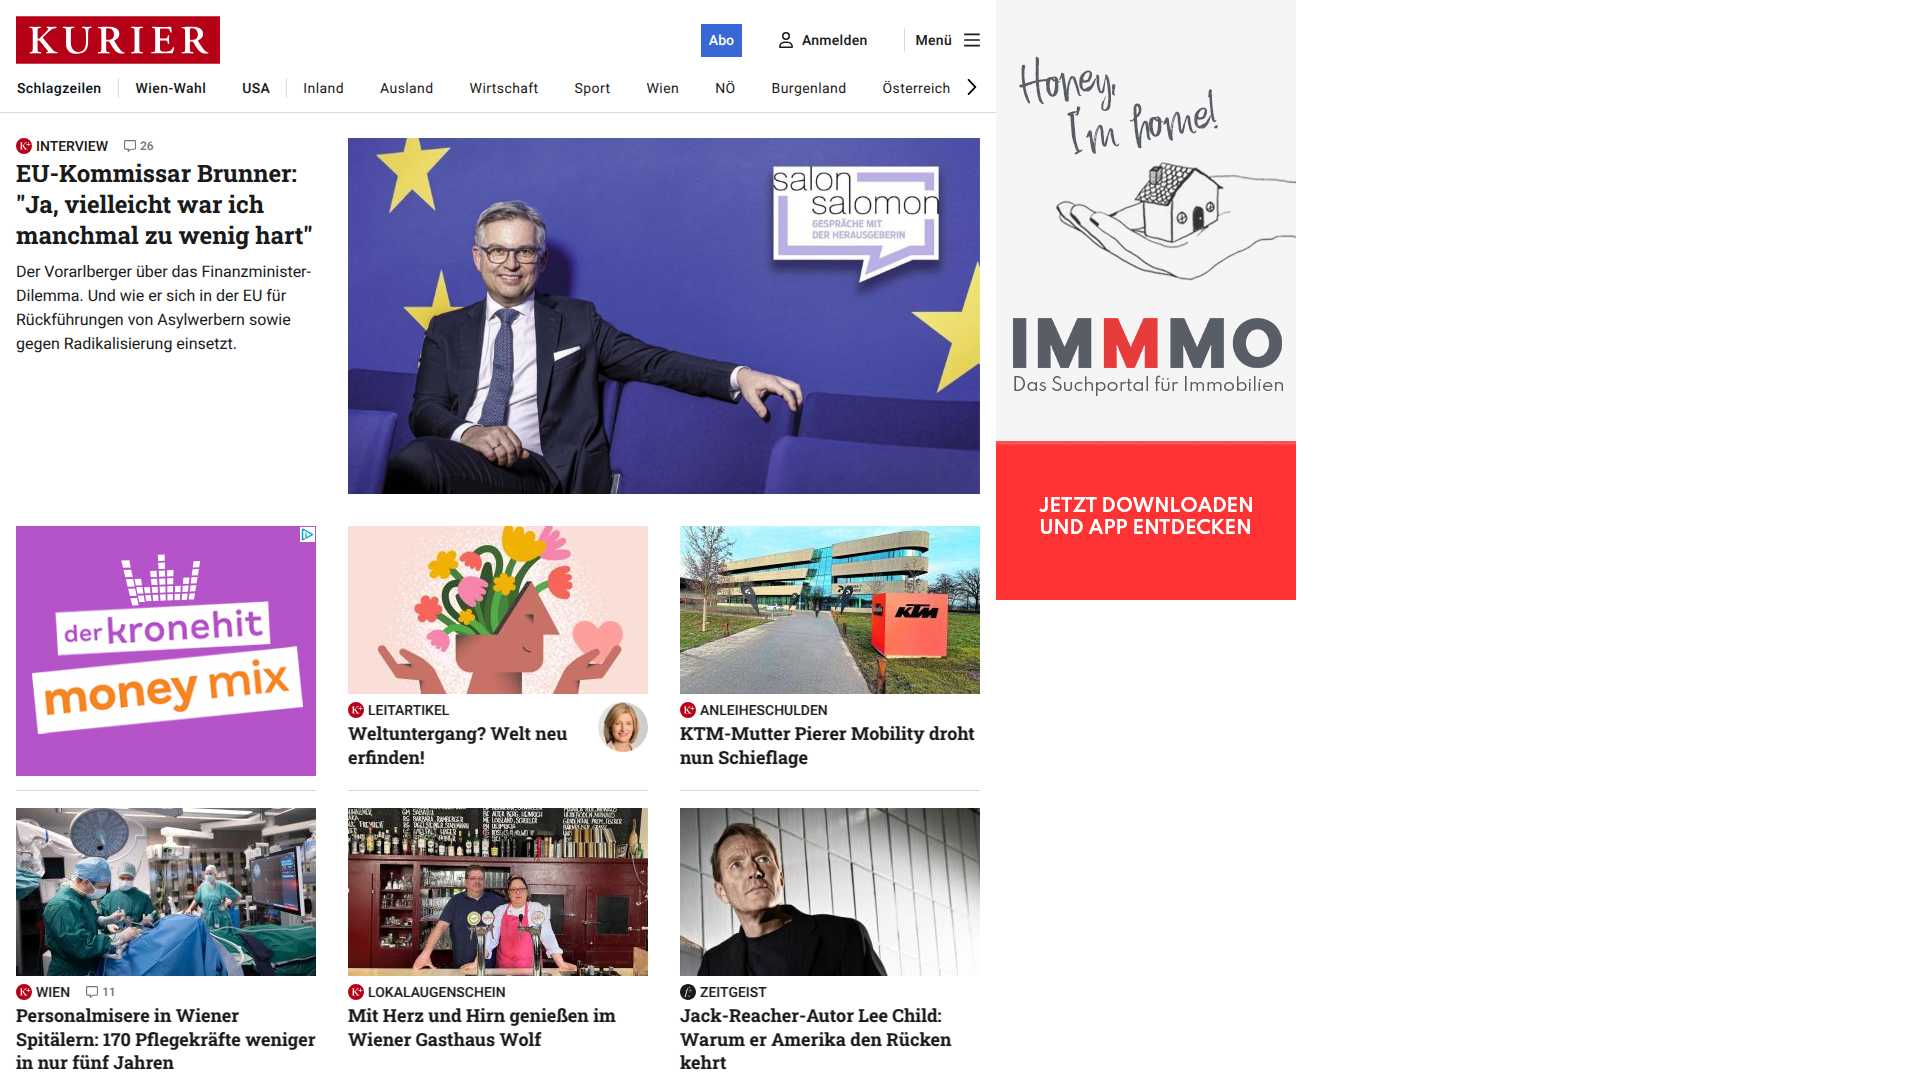 KURIER
Abo
Anmelden
Menü
Schlagzeilen
Wien-Wahl
USA
Inland
Ausland
Wirtschaft
Sport
Wien
NÖ
Burgenland
Österreich
INTERVIEW 26
EU-Kommissar Brunner:
"Ja, vielleicht war ich
manchmal zu wenig hart"
Der Vorarlberger über das Finanzminister-
Dilemma. Und wie er sich in der EU für
Rückführungen von Asylwerbern sowie
gegen Radikalisierung einsetzt.
salon
salomon
GESPRÄCHE MIT
DER HERAUSGEBERIN
Honey,
I'm home!
IMMMO
Das Suchportal für Immobilien
JETZT DOWNLOADEN
UND APP ENTDECKEN
der kronehit
money mix
K+ LEITARTIKEL
Weltuntergang? Welt neu
erfinden!
KTM
K+ ANLEIHESCHULDEN
KTM-Mutter Pierer Mobility droht
nun Schieflage
K+ WIEN 11
Personalmisere in Wiener
Spitälern: 170 Pflegekräfte weniger
in nur fünf Jahren
K+ LOKALAUGENSCHEIN
Mit Herz und Hirn genießen im
Wiener Gasthaus Wolf
ZEITGEIST
Jack-Reacher-Autor Lee Child:
Warum er Amerika den Rücken
kehrt